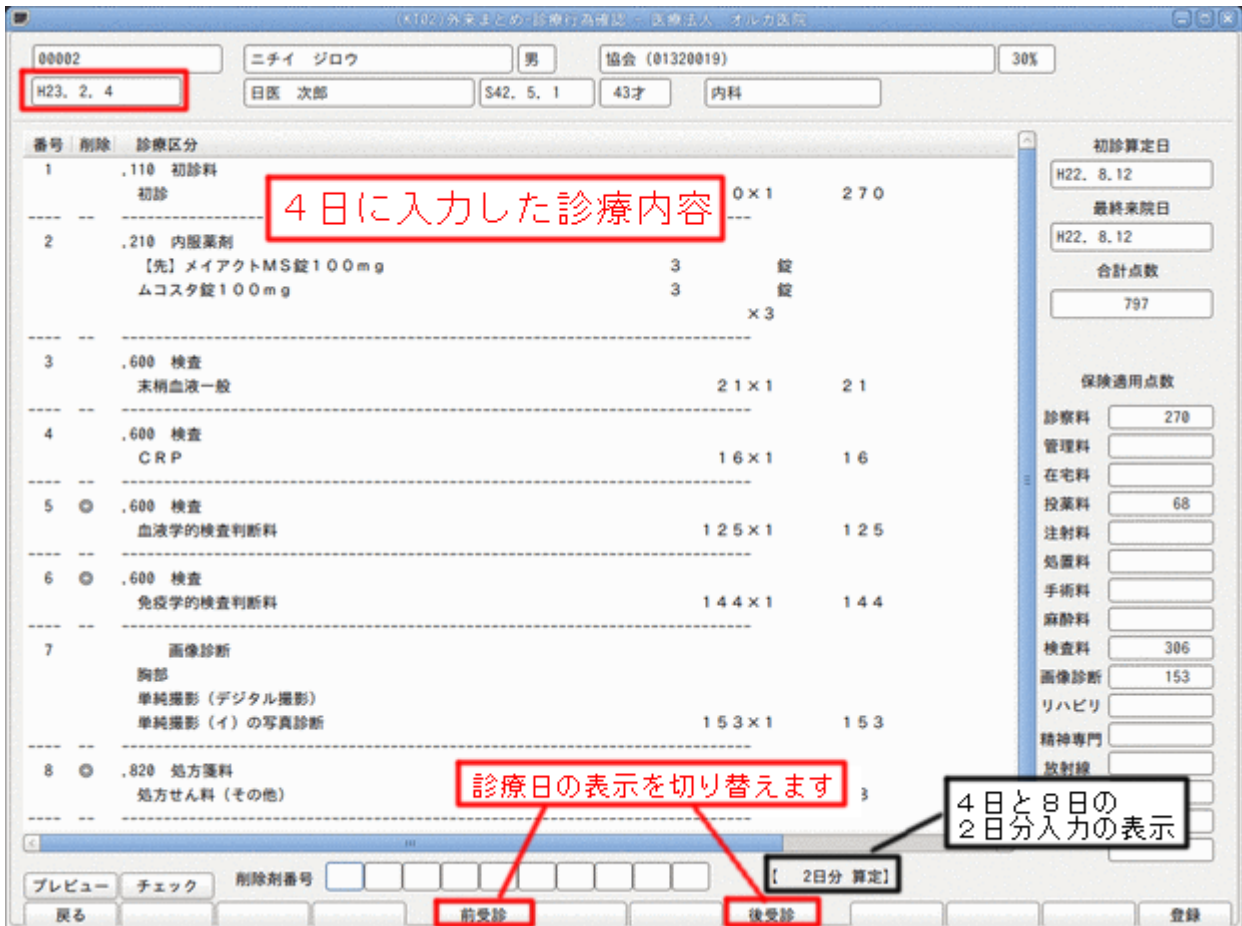 (K102)外来まとめ-診療行為確認 - 医療法人 オルカ医院
00002 ニチイ ジロウ 男 協会 (01320019) 30%
H23. 2. 4 日医 次郎 S42. 5. 1 43才 内科
番号 削除 診療区分
1 .110 初診料
初診 0×1 270
４日に入力した診療内容
---- -- ----------------------------------------------------------------------------
2 .210 内服薬剤
【先】メイアクトＭＳ錠１００ｍｇ 3 錠
ムコスタ錠１００ｍｇ 3 錠
×3
---- -- ----------------------------------------------------------------------------
3 .600 検査
末梢血液一般 21×1 21
---- -- ----------------------------------------------------------------------------
4 .600 検査
ＣＲＰ 16×1 16
---- -- ----------------------------------------------------------------------------
5 ◎ .600 検査
血液学的検査判断料 125×1 125
---- -- ----------------------------------------------------------------------------
6 ◎ .600 検査
免疫学的検査判断料 144×1 144
---- -- ----------------------------------------------------------------------------
7 画像診断
胸部
単純撮影（デジタル撮影）
単純撮影（イ）の写真診断 153×1 153
---- -- ----------------------------------------------------------------------------
8 ◎ .820 処方箋料
処方せん料（その他）
---- --
診療日の表示を切り替えます
初診算定日
H22. 8.12
最終来院日
H22. 8.12
合計点数
797
保険適用点数
診察料 270
管理料
在宅料
投薬料 68
注射料
処置料
手術料
麻酔料
検査料 306
画像診断 153
リハビリ
精神専門
放射線
４日と８日の
２日分入力の表示
プレビュー チェック 削除剤番号 【 2日分 算定】
戻る 前受診 後受診 登録